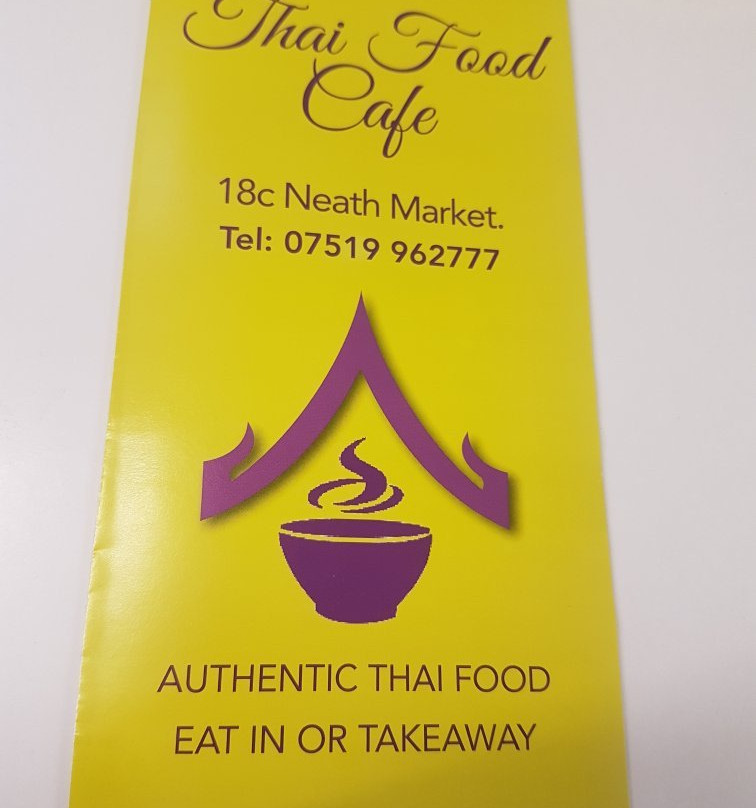 Thai Food
Cafe
18c Neath Market.
Tel: 07519 962777
AUTHENTIC THAI FOOD
EAT IN OR TAKEAWAY